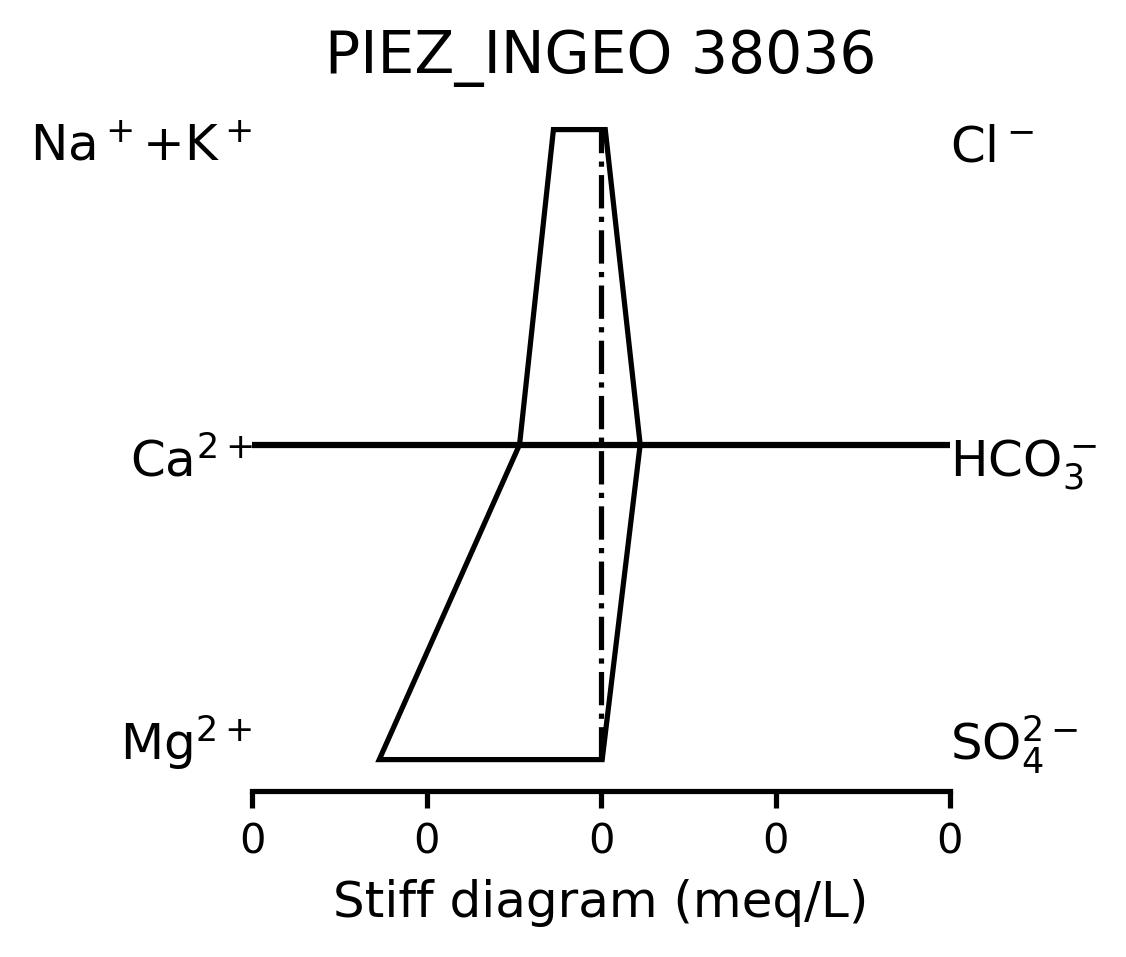 PIEZ_INGEO 38036
Na⁺+K⁺ Cl⁻
Ca²⁺ HCO₃⁻
Mg²⁺ SO₄²⁻
0 0 0 0 0
Stiff diagram (meq/L)